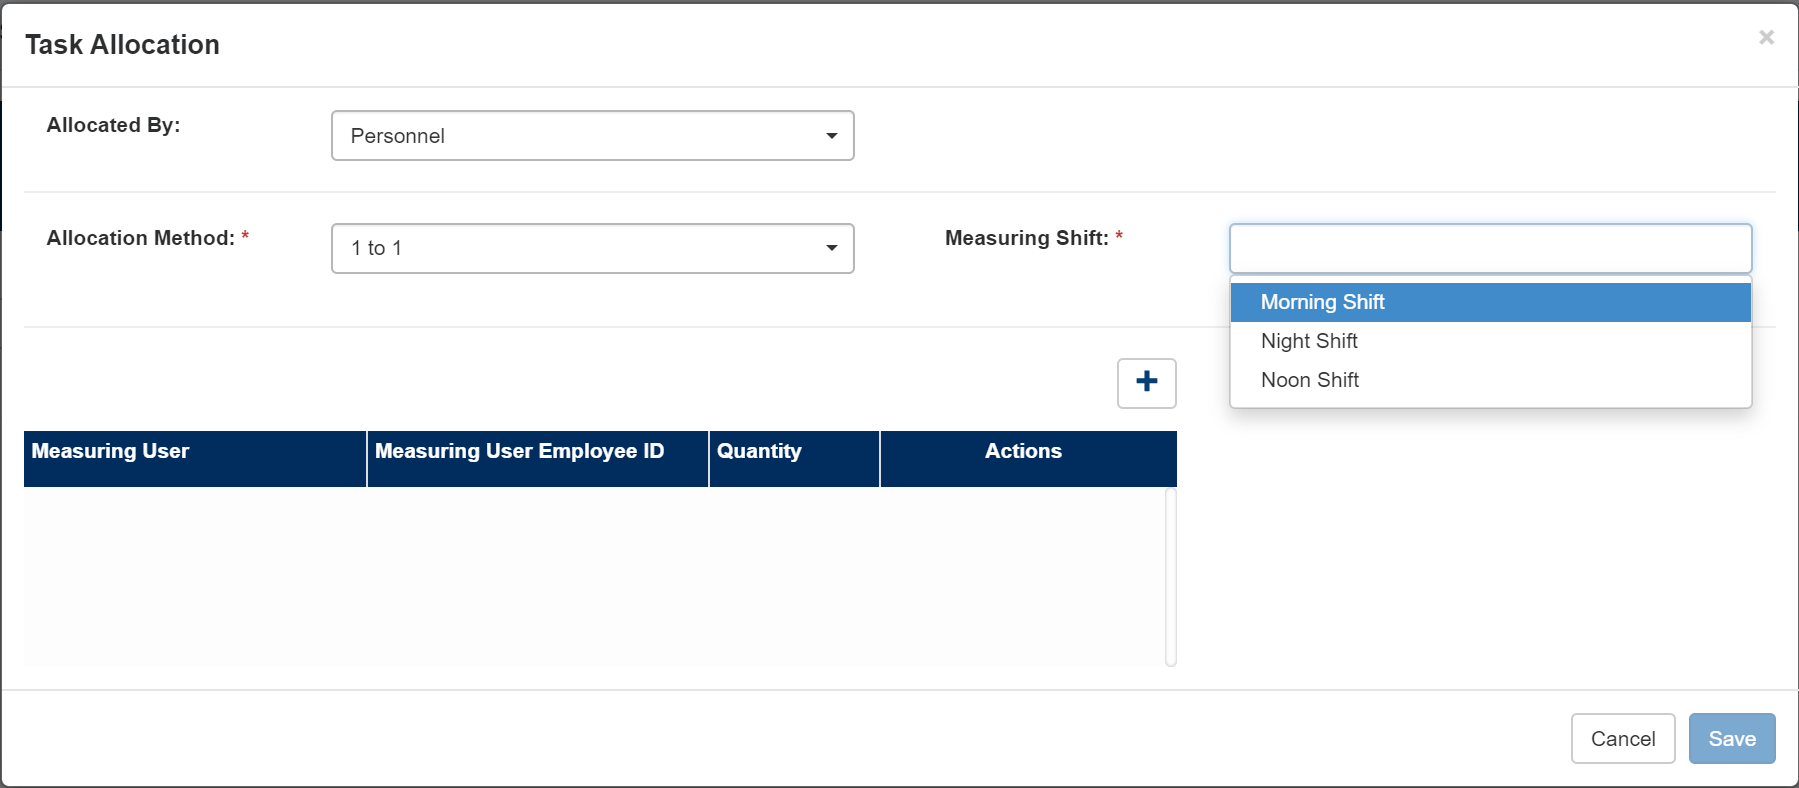 Task Allocation
×
Allocated By:
Personnel
Allocation Method: *
1 to 1
Measuring Shift: *
Morning Shift
Night Shift
Noon Shift
Measuring User
Measuring User Employee ID
Quantity
Actions
Cancel
Save